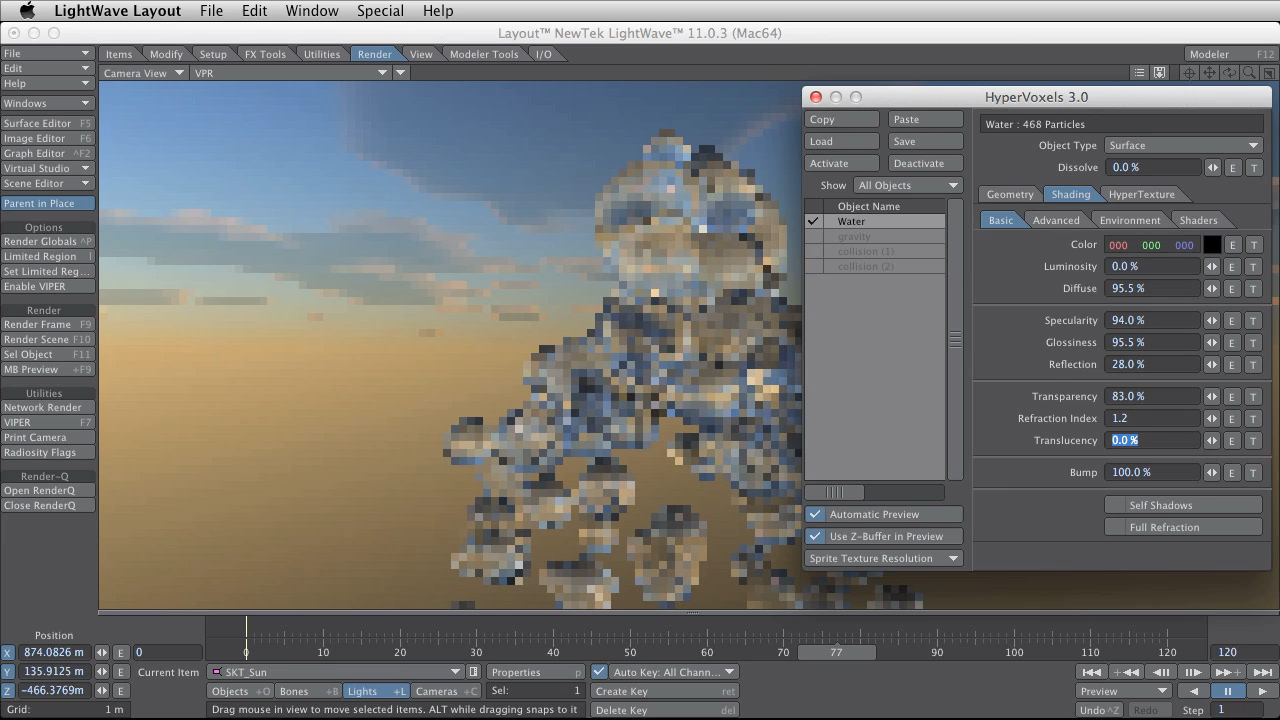 LightWave Layout File Edit Window Special Help
Layout™ NewTek LightWave™ 11.0.3 (Mac64)
File Items Modify Setup FX Tools Utilities Render View Modeler Tools I/O Modeler F12
Edit Camera View VPR
Help
Windows
Surface Editor F5
Image Editor F6
Graph Editor ^F2
Virtual Studio
Scene Editor
Parent in Place
Options
Render Globals ^P
Limited Region l
Set Limited Reg...
Enable VIPER
Render
Render Frame F9
Render Scene F10
Sel Object F11
MB Preview +F9
Utilities
Network Render
VIPER F7
Print Camera
Radiosity Flags
Render-Q
Open RenderQ
Close RenderQ
HyperVoxels 3.0
Copy Paste
Load Save
Activate Deactivate
Show All Objects
Object Name
Water
gravity
collision (1)
collision (2)
Automatic Preview
Use Z-Buffer in Preview
Sprite Texture Resolution
Water : 468 Particles
Object Type Surface
Dissolve 0.0 % E T
Geometry Shading HyperTexture
Basic Advanced Environment Shaders
Color 000 000 000 E T
Luminosity 0.0 % E T
Diffuse 95.5 % E T
Specularity 94.0 % E T
Glossiness 95.5 % E T
Reflection 28.0 % E T
Transparency 83.0 % E T
Refraction Index 1.2 E T
Translucency 0.0 % E T
Bump 100.0 % E T
Self Shadows
Full Refraction
Position
X 874.0826 m E 0 0 10 20 30 40 50 60 70 77 80 90 100 110 120 120
Y 135.9125 m E Current Item SKT_Sun Properties p Auto Key: All Chann...
Z -466.3769m E Objects +O Bones +B Lights +L Cameras +C Sel: 1 Create Key ret Preview
Grid: 1 m Drag mouse in view to move selected items. ALT while dragging snaps to it Delete Key del Undo ^Z Redo Step 1